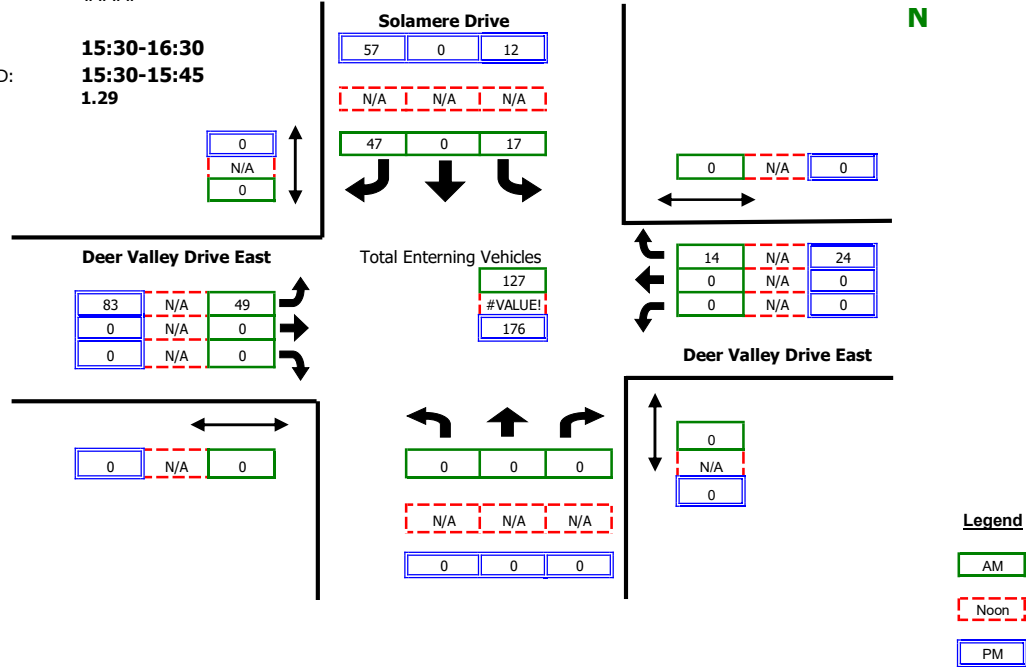 Solamere Drive
N
57 0 12
15:30-16:30
D: 15:30-15:45
1.29
N/A N/A N/A
0
47 0 17
N/A
0 N/A 0
0
Deer Valley Drive East
Total Enterning Vehicles
14 N/A 24
127
0 N/A 0
83 N/A 49
#VALUE!
0 N/A 0
0 N/A 0
176
0 N/A 0
Deer Valley Drive East
0
0 N/A 0
0 0 0
N/A
0
N/A N/A N/A
Legend
0 0 0
AM
Noon
PM